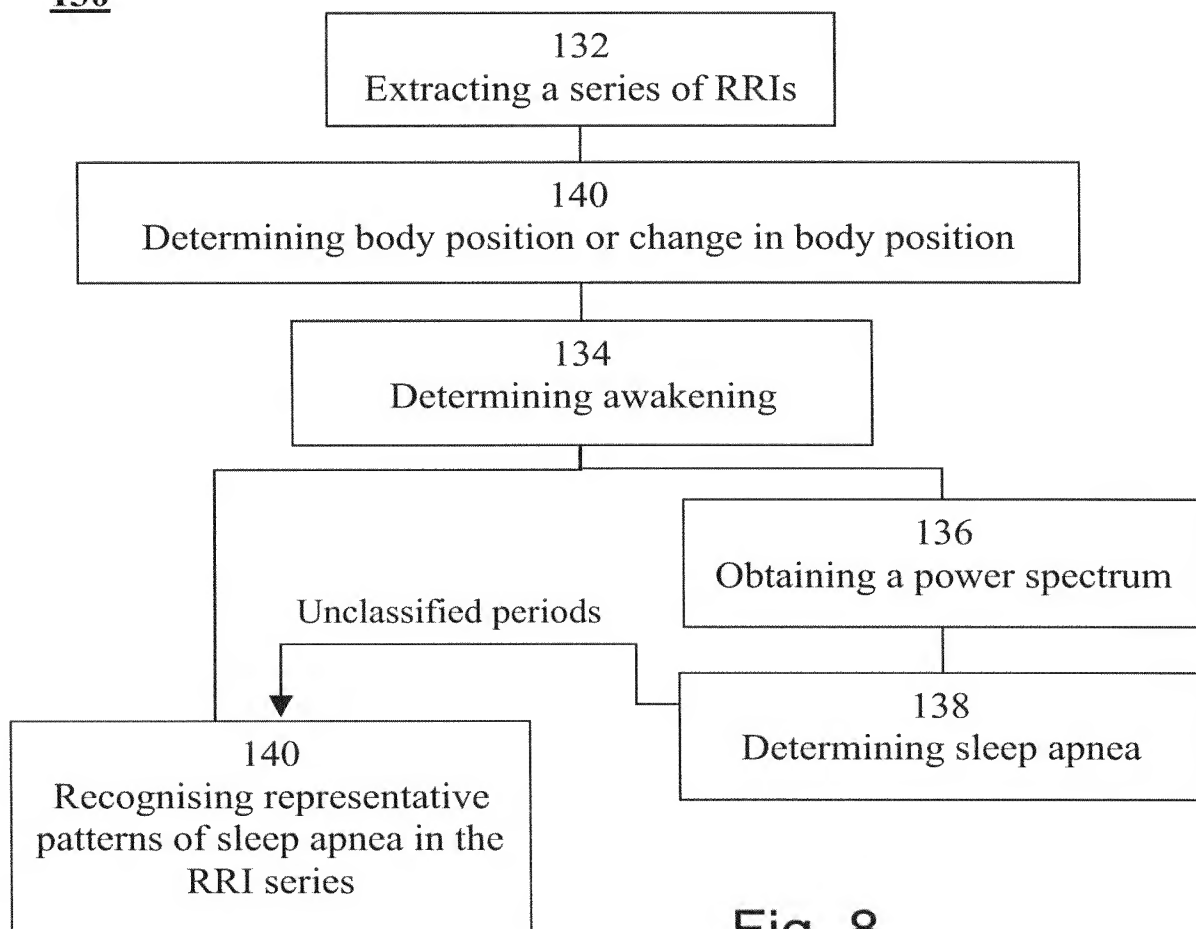 132
Extracting a series of RRIs
140
Determining body position or change in body position
134
Determining awakening
136
Obtaining a power spectrum
Unclassified periods
138
Determining sleep apnea
140
Recognising representative
patterns of sleep apnea in the
RRI series
Fig. 8